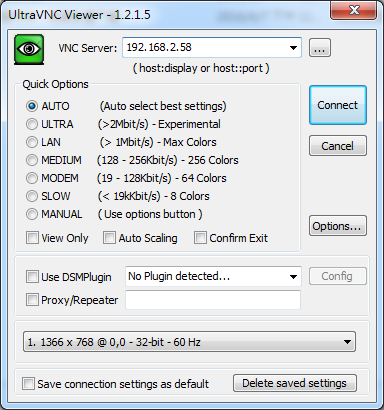 UltraVNC Viewer - 1.2.1.5
VNC Server: 192.168.2.58 ...
( host:display or host::port )
Quick Options
AUTO (Auto select best settings)
ULTRA (>2Mbit/s) - Experimental
LAN (> 1Mbit/s) - Max Colors
MEDIUM (128 - 256Kbit/s) - 256 Colors
MODEM (19 - 128Kbit/s) - 64 Colors
SLOW (< 19kKbit/s) - 8 Colors
MANUAL ( Use options button )
View Only Auto Scaling Confirm Exit
Connect
Cancel
Options...
Use DSMPlugin No Plugin detected... Config
Proxy/Repeater
1. 1366 x 768 @ 0,0 - 32-bit - 60 Hz
Save connection settings as default Delete saved settings